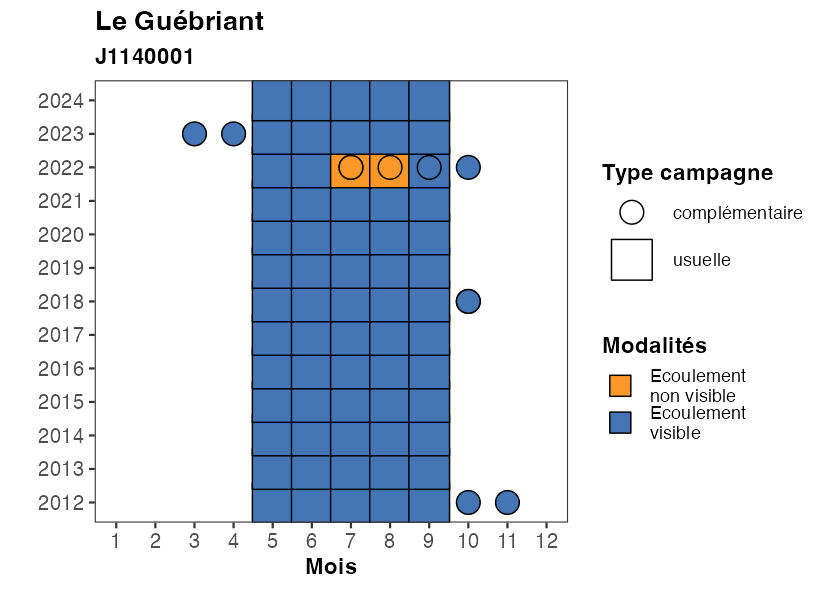 Le Guébriant
J1140001
2024
2023
2022
2021
2020
2019
2018
2017
2016
2015
2014
2013
2012
1 2 3 4 5 6 7 8 9 10 11 12
Mois
Type campagne
complémentaire
usuelle
Modalités
Ecoulement
non visible
Ecoulement
visible